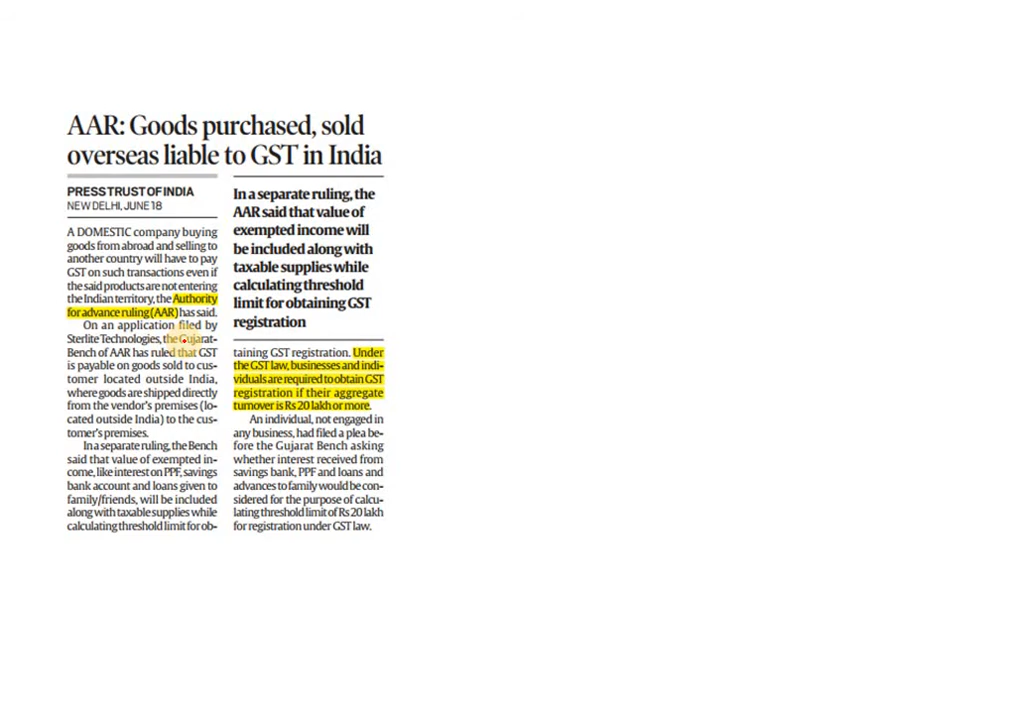 AAR: Goods purchased, sold
overseas liable to GST in India
PRESS TRUST OF INDIA
NEW DELHI, JUNE 18
A DOMESTIC company buying
goods from abroad and selling to
another country will have to pay
GST on such transactions even if
the said products are not entering
the Indian territory, the Authority
for advance ruling (AAR) has said.
On an application filed by
Sterlite Technologies, the Gujarat-
Bench of AAR has ruled that GST
is payable on goods sold to cus-
tomer located outside India,
where goods are shipped directly
from the vendor's premises (lo-
cated outside India) to the cus-
tomer's premises.
In a separate ruling, the Bench
said that value of exempted in-
come, like interest on PPF, savings
bank account and loans given to
family/friends, will be included
along with taxable supplies while
calculating threshold limit for ob-
In a separate ruling, the
AAR said that value of
exempted income will
be included along with
taxable supplies while
calculating threshold
limit for obtaining GST
registration
taining GST registration. Under
the GST law, businesses and indi-
viduals are required to obtain GST
registration if their aggregate
turnover is Rs 20 lakh or more.
An individual, not engaged in
any business, had filed a plea be-
fore the Gujarat Bench asking
whether interest received from
savings bank, PPF and loans and
advances to family would be con-
sidered for the purpose of calcu-
lating threshold limit of Rs 20 lakh
for registration under GST law.